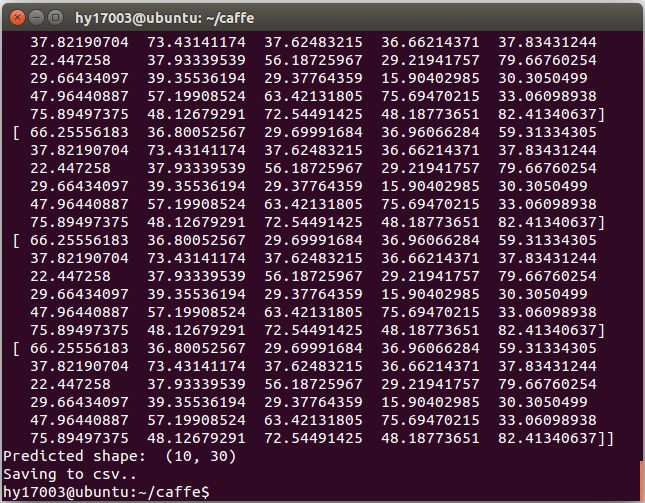 hy17003@ubuntu: ~/caffe
37.82190704 73.43141174 37.62483215 36.66214371 37.83431244
22.447258 37.93339539 56.18725967 29.21941757 79.66760254
29.66434097 39.35536194 29.37764359 15.90402985 30.3050499
47.96440887 57.19908524 63.42131805 75.69470215 33.06098938
75.89497375 48.12679291 72.54491425 48.18773651 82.41340637]
[ 66.25556183 36.80052567 29.69991684 36.96066284 59.31334305
37.82190704 73.43141174 37.62483215 36.66214371 37.83431244
22.447258 37.93339539 56.18725967 29.21941757 79.66760254
29.66434097 39.35536194 29.37764359 15.90402985 30.3050499
47.96440887 57.19908524 63.42131805 75.69470215 33.06098938
75.89497375 48.12679291 72.54491425 48.18773651 82.41340637]
[ 66.25556183 36.80052567 29.69991684 36.96066284 59.31334305
37.82190704 73.43141174 37.62483215 36.66214371 37.83431244
22.447258 37.93339539 56.18725967 29.21941757 79.66760254
29.66434097 39.35536194 29.37764359 15.90402985 30.3050499
47.96440887 57.19908524 63.42131805 75.69470215 33.06098938
75.89497375 48.12679291 72.54491425 48.18773651 82.41340637]
[ 66.25556183 36.80052567 29.69991684 36.96066284 59.31334305
37.82190704 73.43141174 37.62483215 36.66214371 37.83431244
22.447258 37.93339539 56.18725967 29.21941757 79.66760254
29.66434097 39.35536194 29.37764359 15.90402985 30.3050499
47.96440887 57.19908524 63.42131805 75.69470215 33.06098938
75.89497375 48.12679291 72.54491425 48.18773651 82.41340637]]
Predicted shape:  (10, 30)
Saving to csv..
hy17003@ubuntu:~/caffe$